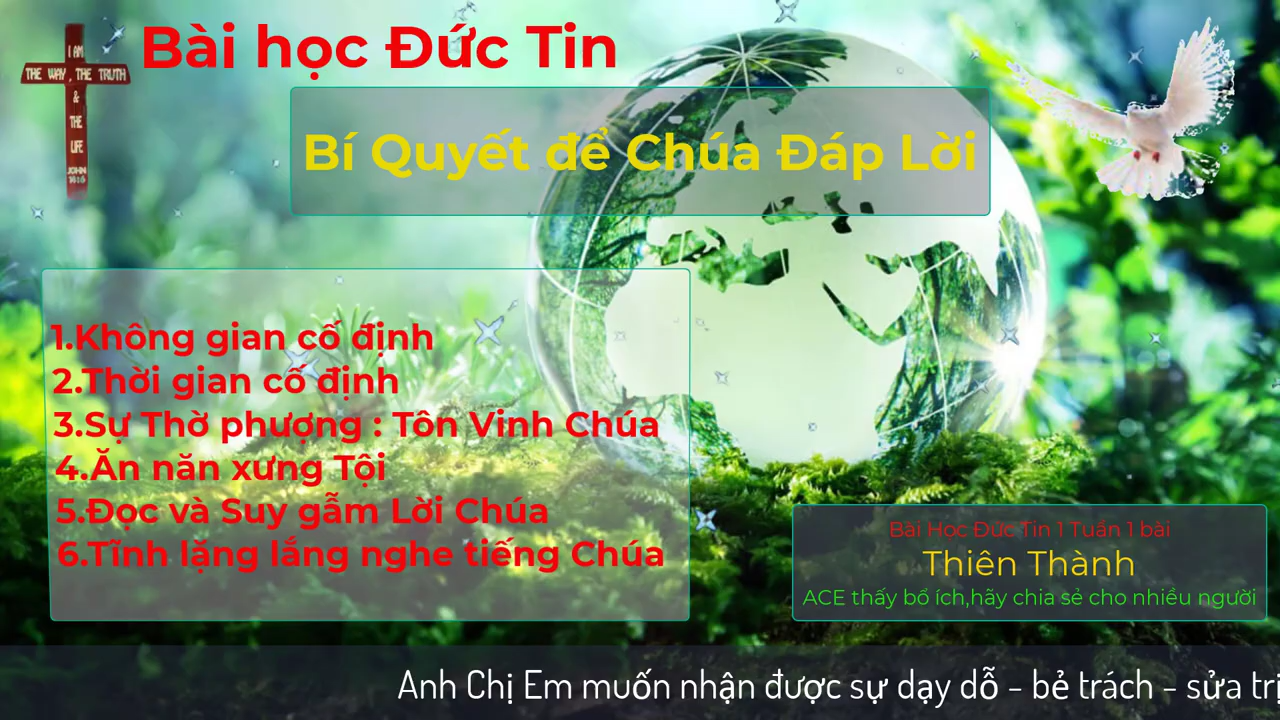 I AM
THE WAY, THE TRUTH
&
THE
LIFE
JOHN
14:6
Bài học Đức Tin
Bí Quyết để Chúa Đáp Lời
1.Không gian cố định
2.Thời gian cố định
3.Sự Thờ phượng : Tôn Vinh Chúa
4.Ăn năn xưng Tội
5.Đọc và Suy gẫm Lời Chúa
6.Tĩnh lặng lắng nghe tiếng Chúa
Bài Học Đức Tin 1 Tuần 1 bài
Thiên Thành
ACE thấy bổ ích,hãy chia sẻ cho nhiều người
Anh Chị Em muốn nhận được sự dạy dỗ - bẻ trách - sửa